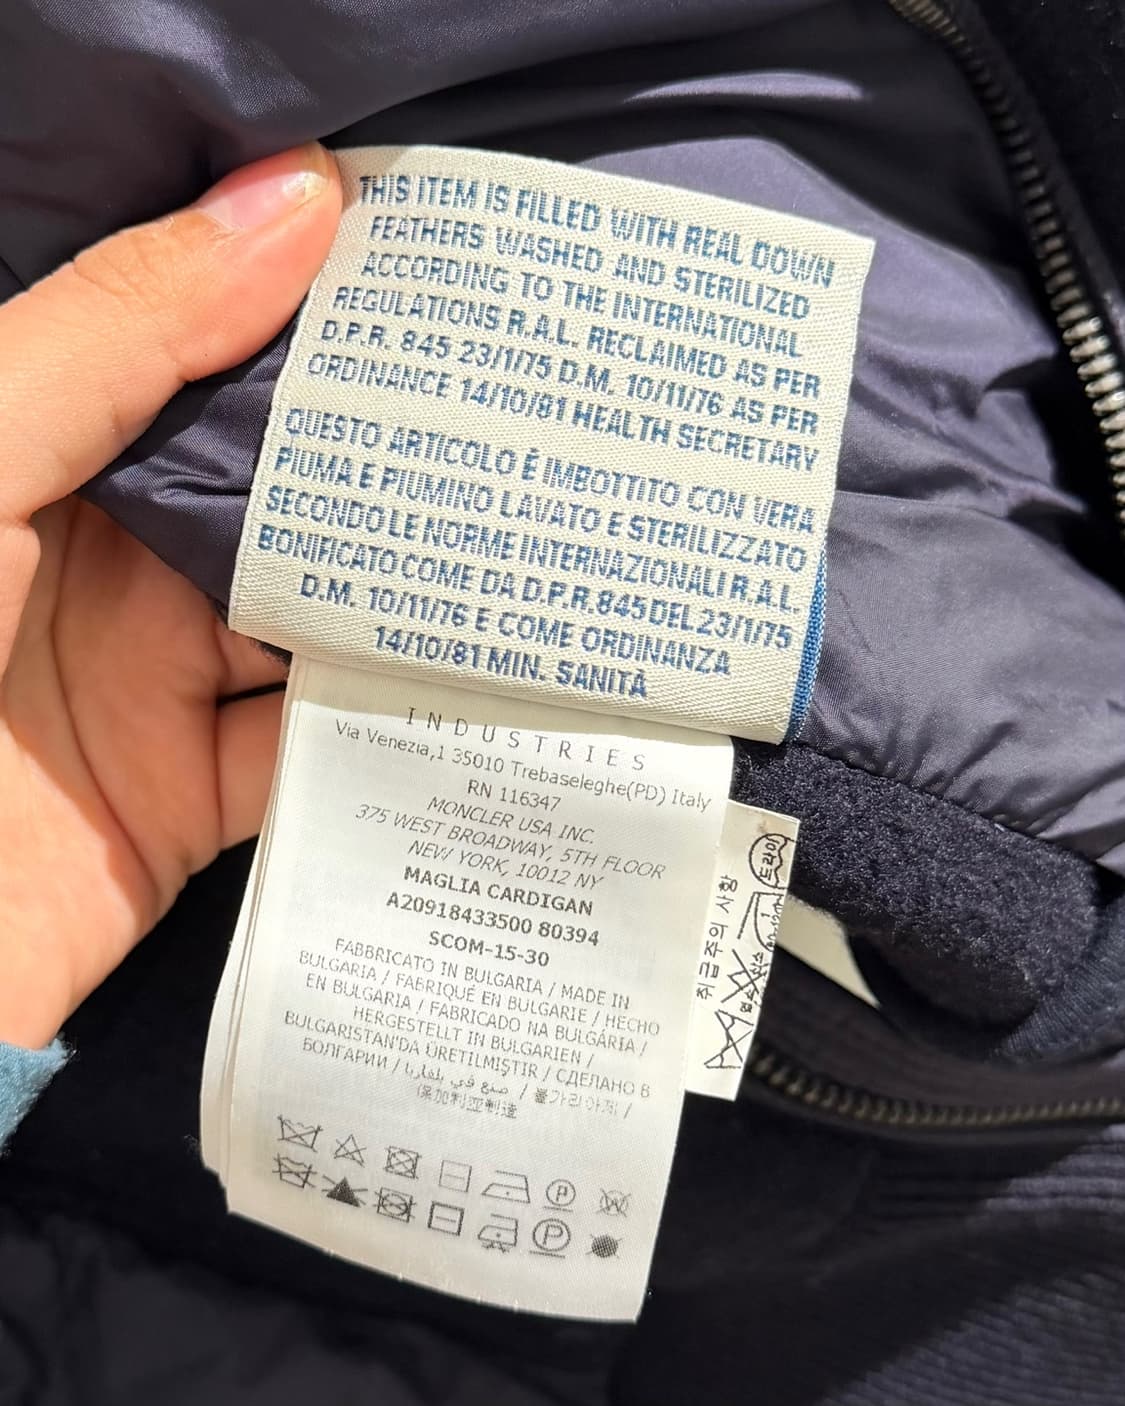 THIS ITEM IS FILLED WITH REAL DOWN
FEATHERS WASHED AND STERILIZED
ACCORDING TO THE INTERNATIONAL
REGULATIONS R.A.L. RECLAIMED AS PER
D.P.R. 845 23/1/75 D.M. 10/11/76 AS PER
ORDINANCE 14/10/81 HEALTH SECRETARY
QUESTO ARTICOLO É IMBOTTITO CON VERA
PIUMA E PIUMINO LAVATO E STERILIZZATO
SECONDO LE NORME INTERNAZIONALI R.A.L.
BONIFICATO COME DA D.P.R.845 DEL 23/1/75
D.M. 10/11/76 E COME ORDINANZA
14/10/81 MIN. SANITÁ
INDUSTRIES
Via Venezia,1 35010 Trebaseleghe(PD) Italy
RN 116347
MONCLER USA INC.
375 WEST BROADWAY, 5TH FLOOR
NEW YORK, 10012 NY
MAGLIA CARDIGAN
A20918433500 80394
SCOM-15-30
FABBRICATO IN BULGARIA / MADE IN
BULGARIA / FABRIQUÉ EN BULGARIE / HECHO
EN BULGARIA / FABRICADO NA BULGÁRIA /
HERGESTELLT IN BULGARIEN /
BULGARISTAN'DA ÜRETILMIŞTIR / СДЕЛАНО В
БОЛГАРИИ / صنع في بلغاريا / 불가리아제 /
保加利亚制造
P W
P
취급주의 사항